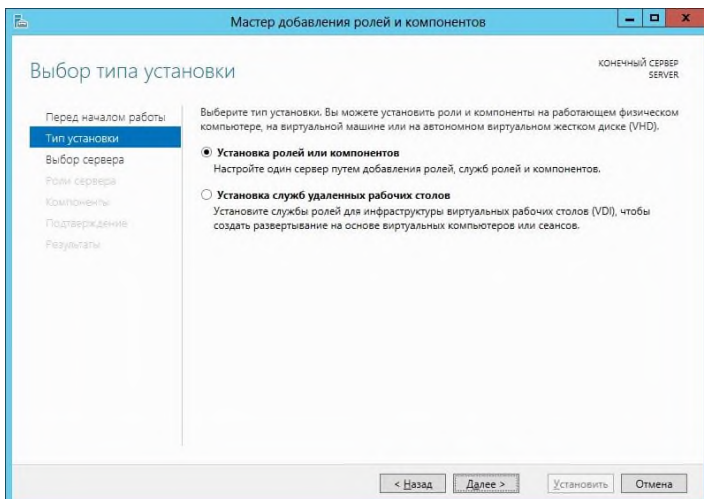 Мастер добавления ролей и компонентов
Выбор типа установки
КОНЕЧНЫЙ СЕРВЕР
SERVER
Перед началом работы
Тип установки
Выбор сервера
Роли сервера
Компоненты
Подтверждение
Результаты
Выберите тип установки. Вы можете установить роли и компоненты на работающем физическом
компьютере, на виртуальной машине или на автономном виртуальном жестком диске (VHD).
Установка ролей или компонентов
Настройте один сервер путем добавления ролей, служб ролей и компонентов.
Установка служб удаленных рабочих столов
Установите службы ролей для инфраструктуры виртуальных рабочих столов (VDI), чтобы
создать развертывание на основе виртуальных компьютеров или сеансов.
< Назад
Далее >
Установить
Отмена